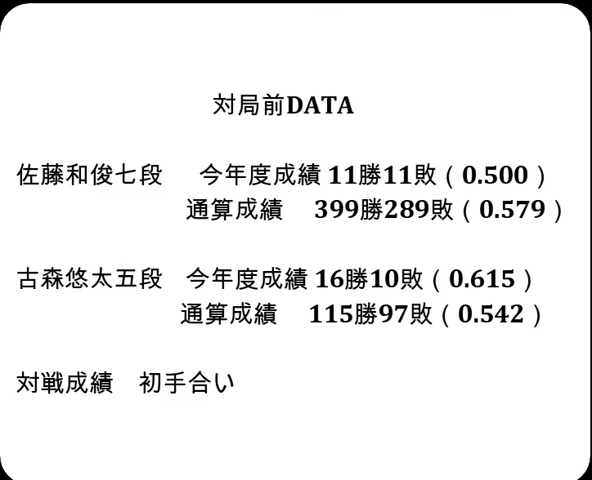 対局前DATA
佐藤和俊七段　今年度成績 11勝11敗（0.500）
通算成績　399勝289敗（0.579）
古森悠太五段　今年度成績 16勝10敗（0.615）
通算成績　115勝97敗（0.542）
対戦成績　初手合い